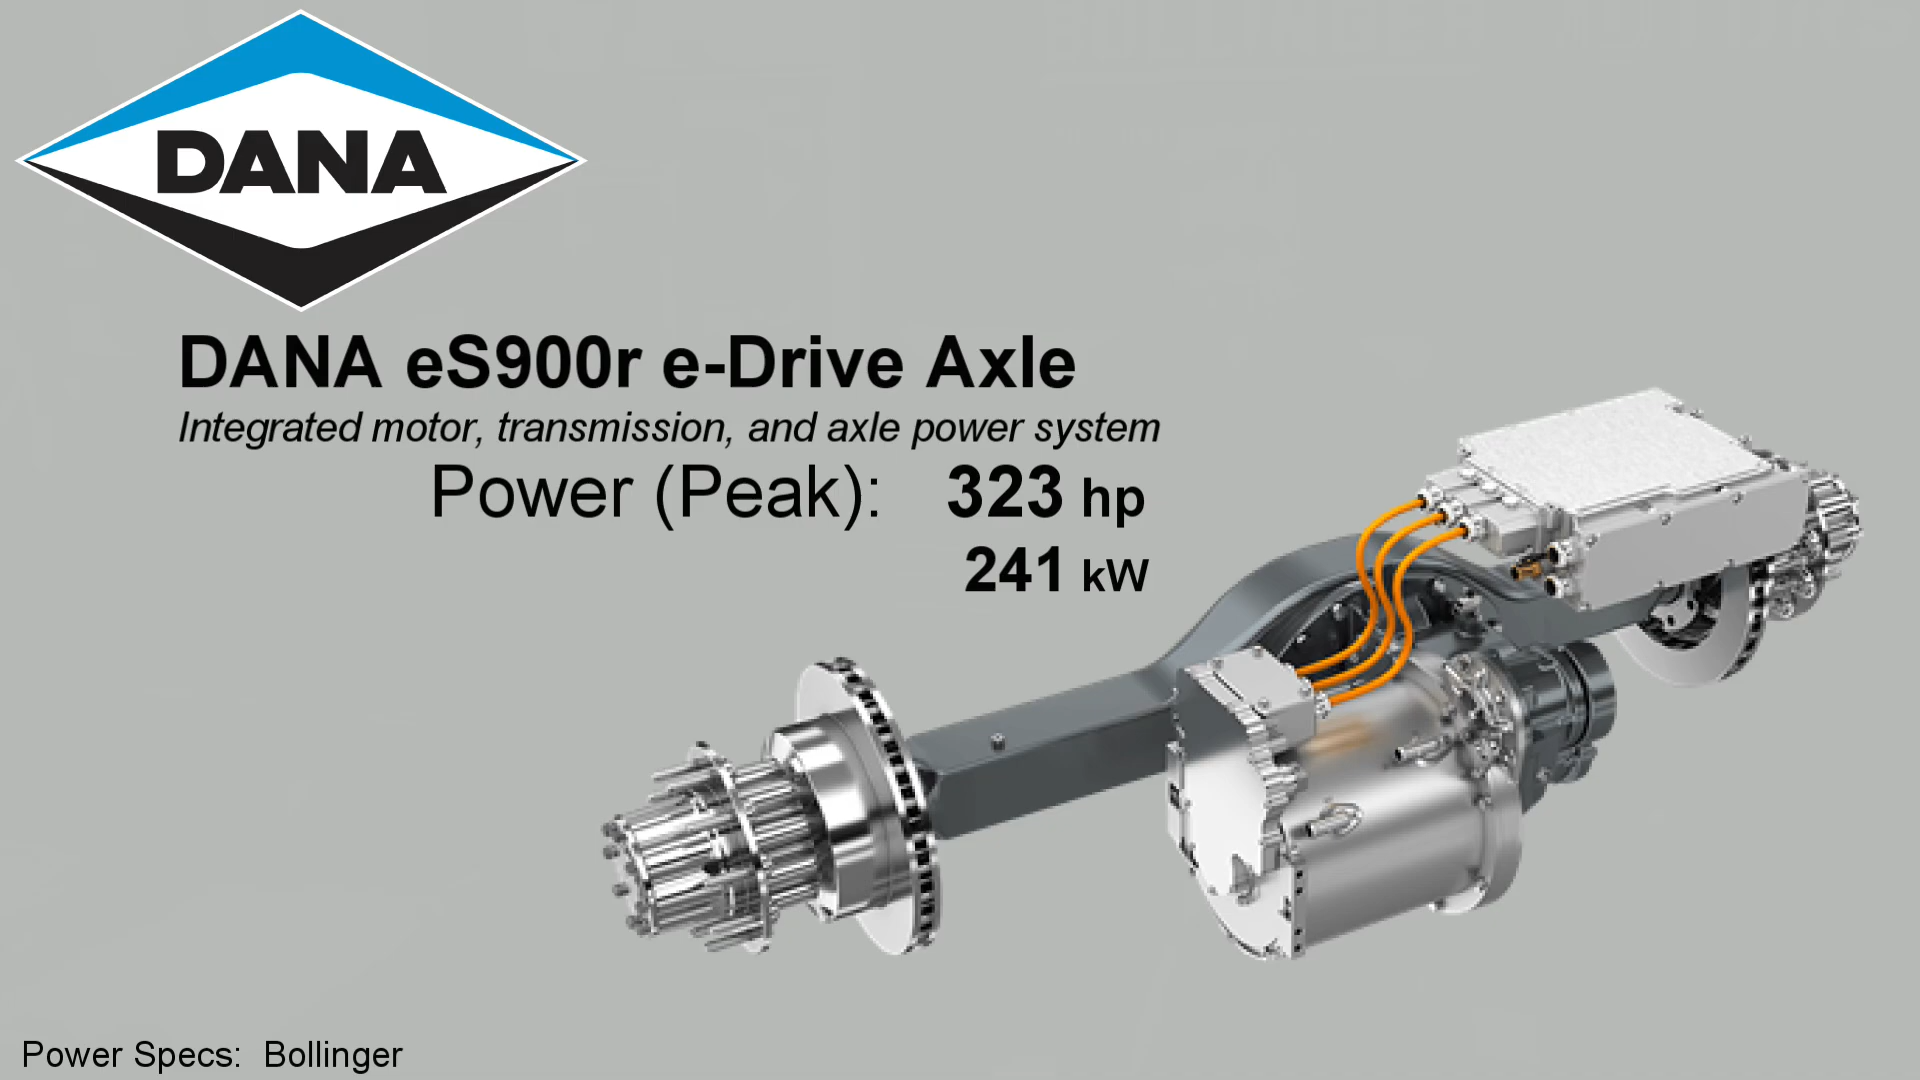 DANA
DANA eS900r e-Drive Axle
Integrated motor, transmission, and axle power system
Power (Peak): 323 hp
241 kW
Power Specs: Bollinger